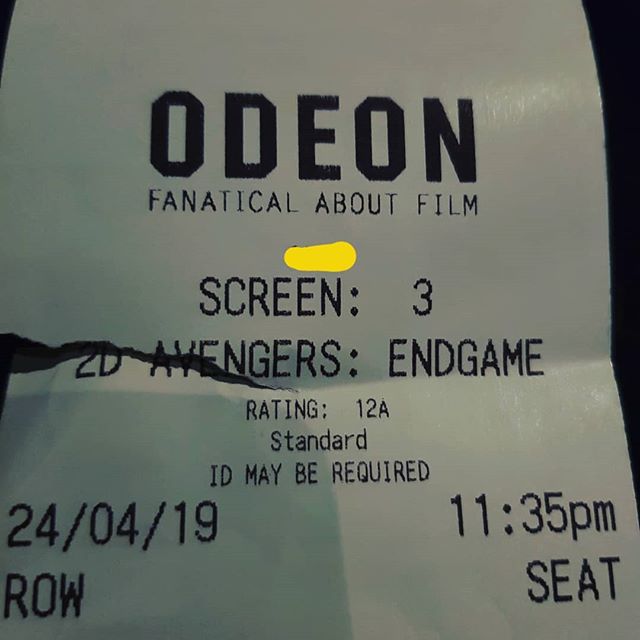 ODEON
FANATICAL ABOUT FILM
SCREEN: 3
2D AVENGERS: ENDGAME
RATING: 12A
Standard
ID MAY BE REQUIRED
24/04/19 11:35pm
ROW SEAT